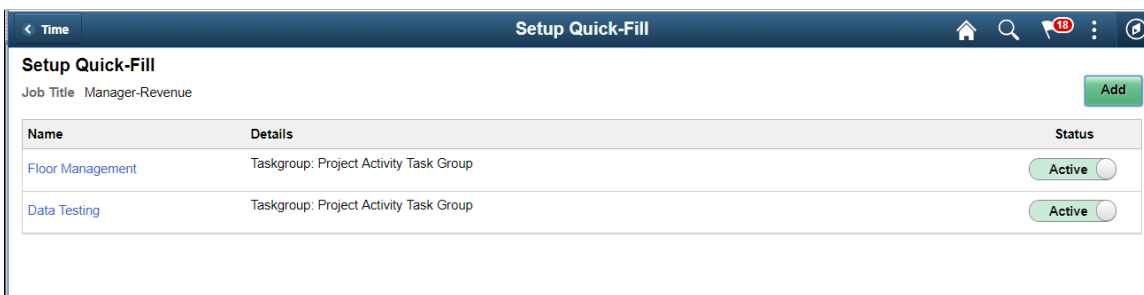 Time Setup Quick-Fill 18
Setup Quick-Fill
Job Title Manager-Revenue
Add
Name Details Status
Floor Management Taskgroup: Project Activity Task Group Active
Data Testing Taskgroup: Project Activity Task Group Active